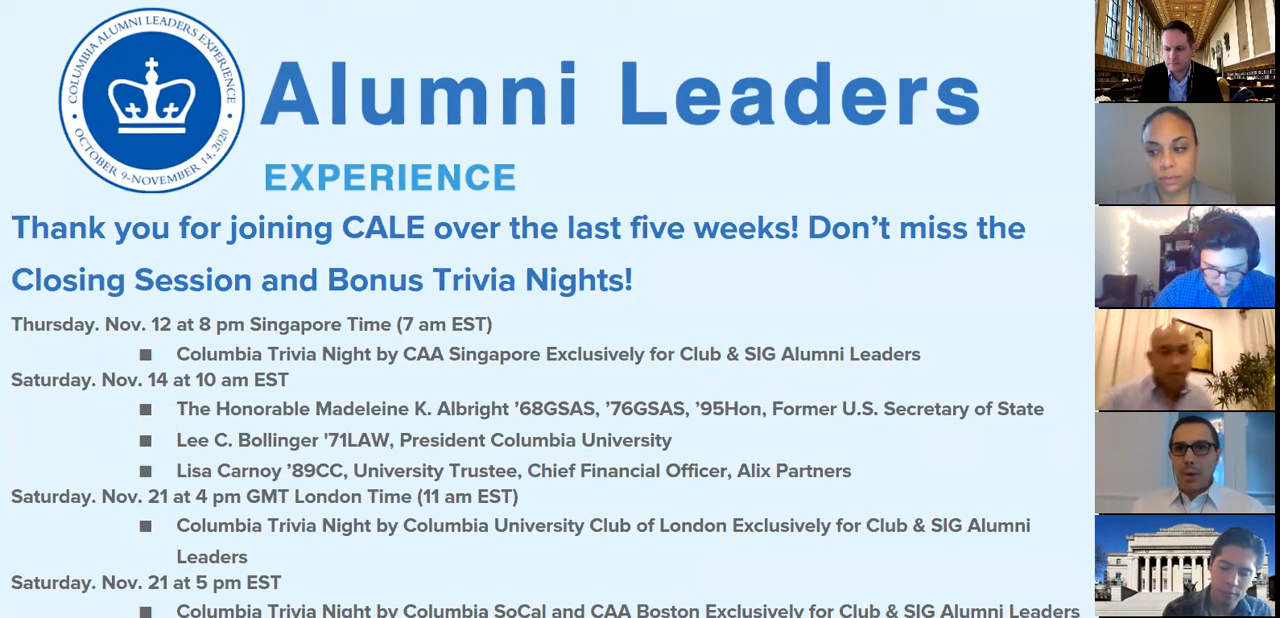 COLUMBIA ALUMNI LEADERS EXPERIENCE
• OCTOBER 9-NOVEMBER 14, 2020 •
Alumni Leaders
EXPERIENCE
Thank you for joining CALE over the last five weeks! Don’t miss the
Closing Session and Bonus Trivia Nights!
Thursday. Nov. 12 at 8 pm Singapore Time (7 am EST)
■ Columbia Trivia Night by CAA Singapore Exclusively for Club & SIG Alumni Leaders
Saturday. Nov. 14 at 10 am EST
■ The Honorable Madeleine K. Albright ’68GSAS, ’76GSAS, ’95Hon, Former U.S. Secretary of State
■ Lee C. Bollinger '71LAW, President Columbia University
■ Lisa Carnoy ’89CC, University Trustee, Chief Financial Officer, Alix Partners
Saturday. Nov. 21 at 4 pm GMT London Time (11 am EST)
■ Columbia Trivia Night by Columbia University Club of London Exclusively for Club & SIG Alumni
Leaders
Saturday. Nov. 21 at 5 pm EST
■ Columbia Trivia Night by Columbia SoCal and CAA Boston Exclusively for Club & SIG Alumni Leaders